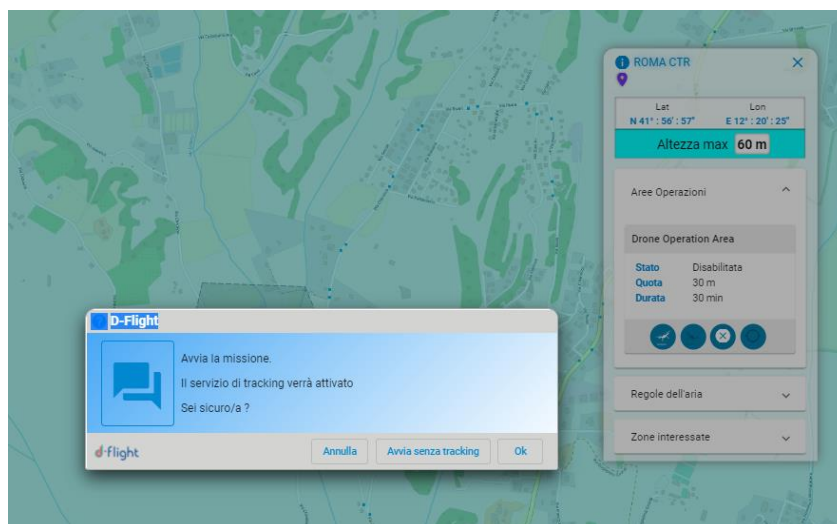 ROMA CTR
Lat Lon
N 41° : 56' : 57" E 12° : 20' : 25"
Altezza max 60 m
Aree Operazioni
Drone Operation Area
Stato Disabilitata
Quota 30 m
Durata 30 min
Regole dell'aria
Zone interessate
D-Flight
Avvia la missione.
Il servizio di tracking verrà attivato
Sei sicuro/a ?
d-flight
Annulla Avvia senza tracking Ok